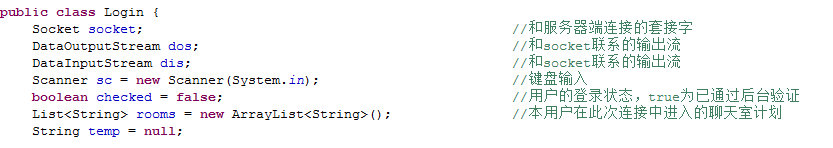 public class Login {
Socket socket; //和服务器端连接的套接字
DataOutputStream dos; //和socket联系的输出流
DataInputStream dis; //和socket联系的输出流
Scanner sc = new Scanner(System.in); //键盘输入
boolean checked = false; //用户的登录状态，true为已通过后台验证
List<String> rooms = new ArrayList<String>(); //本用户在此次连接中进入的聊天室计划
String temp = null;